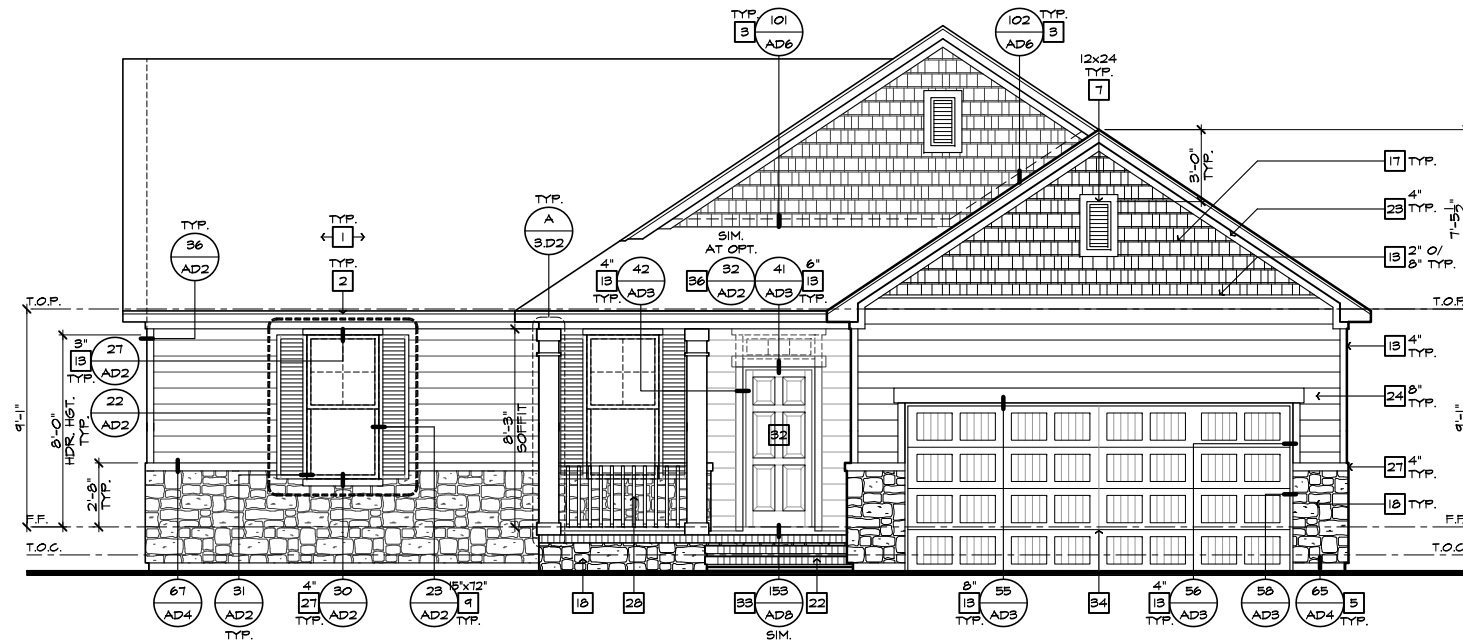 TYP.
3
101
AD6
102
AD6
TYP.
3
12x24
TYP.
7
3'-0"
TYP.
17 TYP.
4"
23 TYP.
7'-5½"
2" O/
13 8" TYP.
TYP.
A
3.D2
TYP.
36
AD2
TYP.
1
TYP.
2
SIM.
AT OPT.
4"
13
TYP.
42
AD3
36
32
AD2
41
AD3
6"
13
TYP.
T.O.P.
T.O.P.
3"
13
TYP.
27
AD2
22
AD2
9'-1"
8'-0"
HDR. HGT.
TYP.
2'-8"
TYP.
8'-3"
SOFFIT
32
4"
13 TYP.
8"
24 TYP.
9'-1"
4"
27 TYP.
18 TYP.
F.F.
F.F.
T.O.C.
T.O.C.
67
AD4
31
AD2
TYP.
4"
27
TYP.
30
AD2
23
AD2
15"x72"
9
TYP.
18
28
33
153
AD8
SIM.
22
8"
13
TYP.
55
AD3
34
4"
13
TYP.
56
AD3
58
AD3
65
AD4
5
TYP.